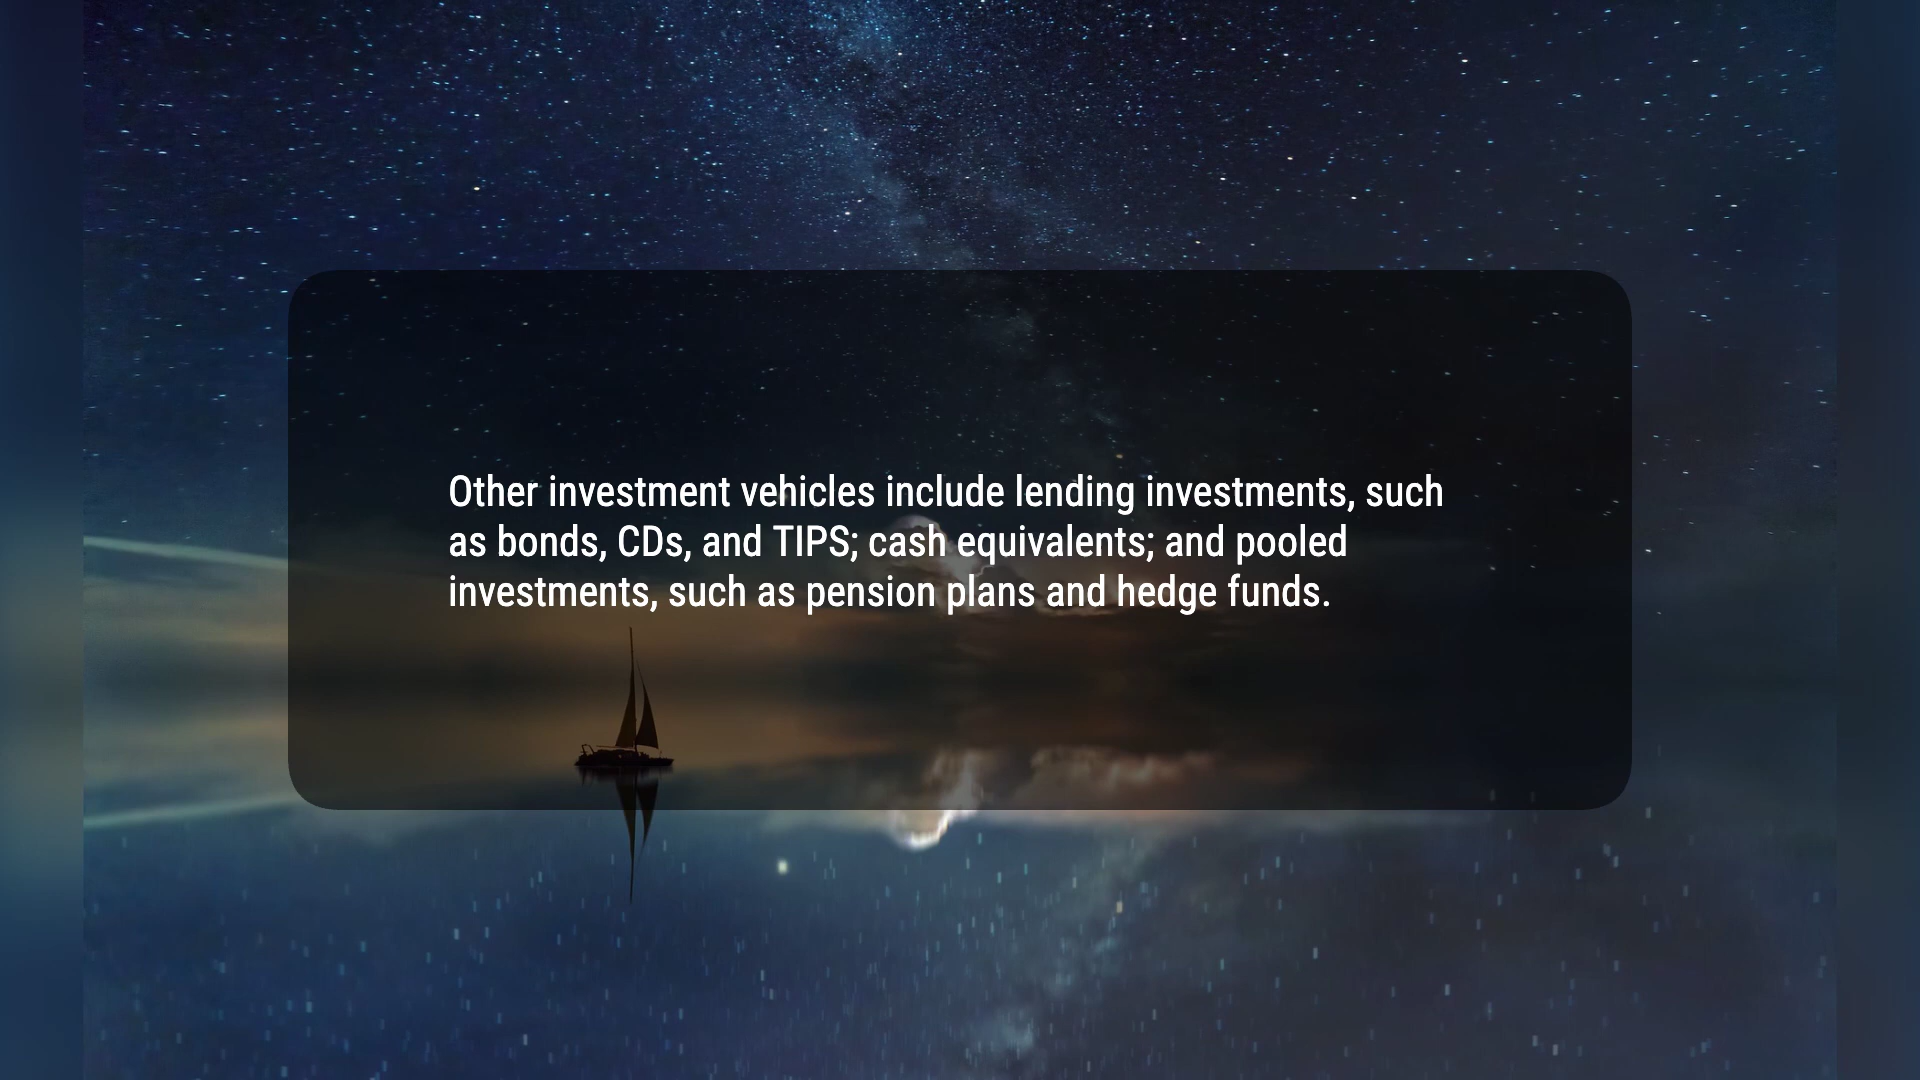 Other investment vehicles include lending investments, such
as bonds, CDs, and TIPS; cash equivalents; and pooled
investments, such as pension plans and hedge funds.